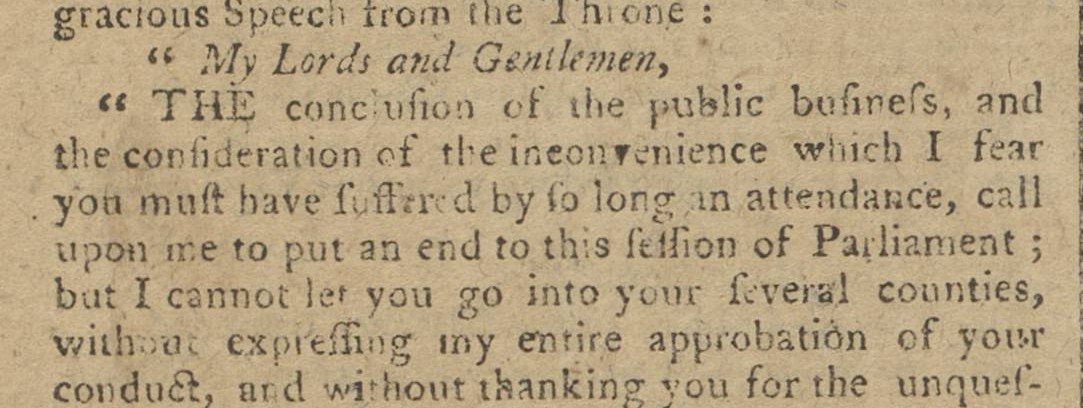 gracious Speech from the Throne :
“ My Lords and Gentlemen,
“ THE concluſion of the public buſineſs, and
the conſideration of the inconvenience which I fear
you muſt have ſuffered by ſo long an attendance, call
upon me to put an end to this ſeſſion of Parliament ;
but I cannot let you go into your ſeveral counties,
without expreſſing my entire approbation of your
conduct, and without thanking you for the unqueſ-